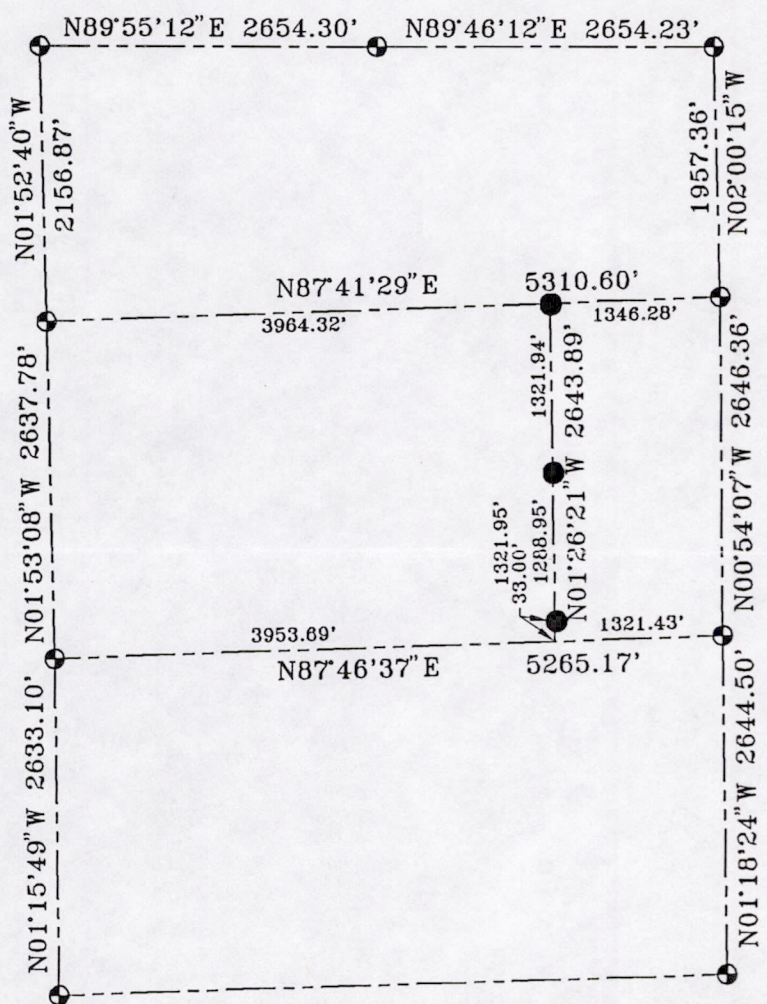 N89°55'12"E 2654.30'
N89°46'12"E 2654.23'
N01°52'40"W
2156.87'
1957.36'
N02°00'15"W
N87°41'29"E
5310.60'
3964.32'
1346.28'
N01°53'08"W 2637.78'
1321.94'
2643.89'
N01°26'21"W
1321.95'
33.00'
1288.95'
N00°54'07"W 2646.36'
3953.69'
1321.43'
N87°46'37"E
5265.17'
N01°15'49"W 2633.10'
N01°18'24"W 2644.50'